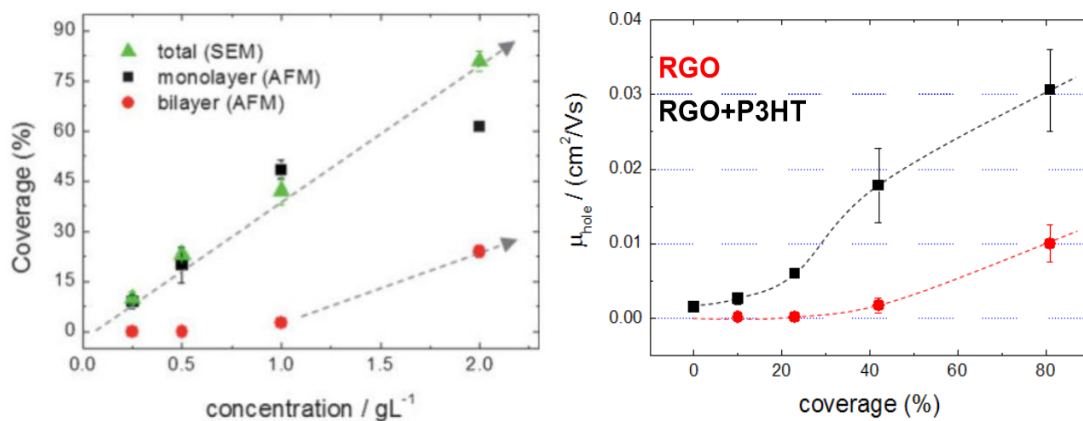 Coverage (%)
90
75
60
45
30
15
0
total (SEM)
monolayer (AFM)
bilayer (AFM)
0.0 0.5 1.0 1.5 2.0
concentration / gL⁻¹
μhole / (cm²/Vs)
0.04
0.03
0.02
0.01
0.00
RGO
RGO+P3HT
0 20 40 60 80
coverage (%)